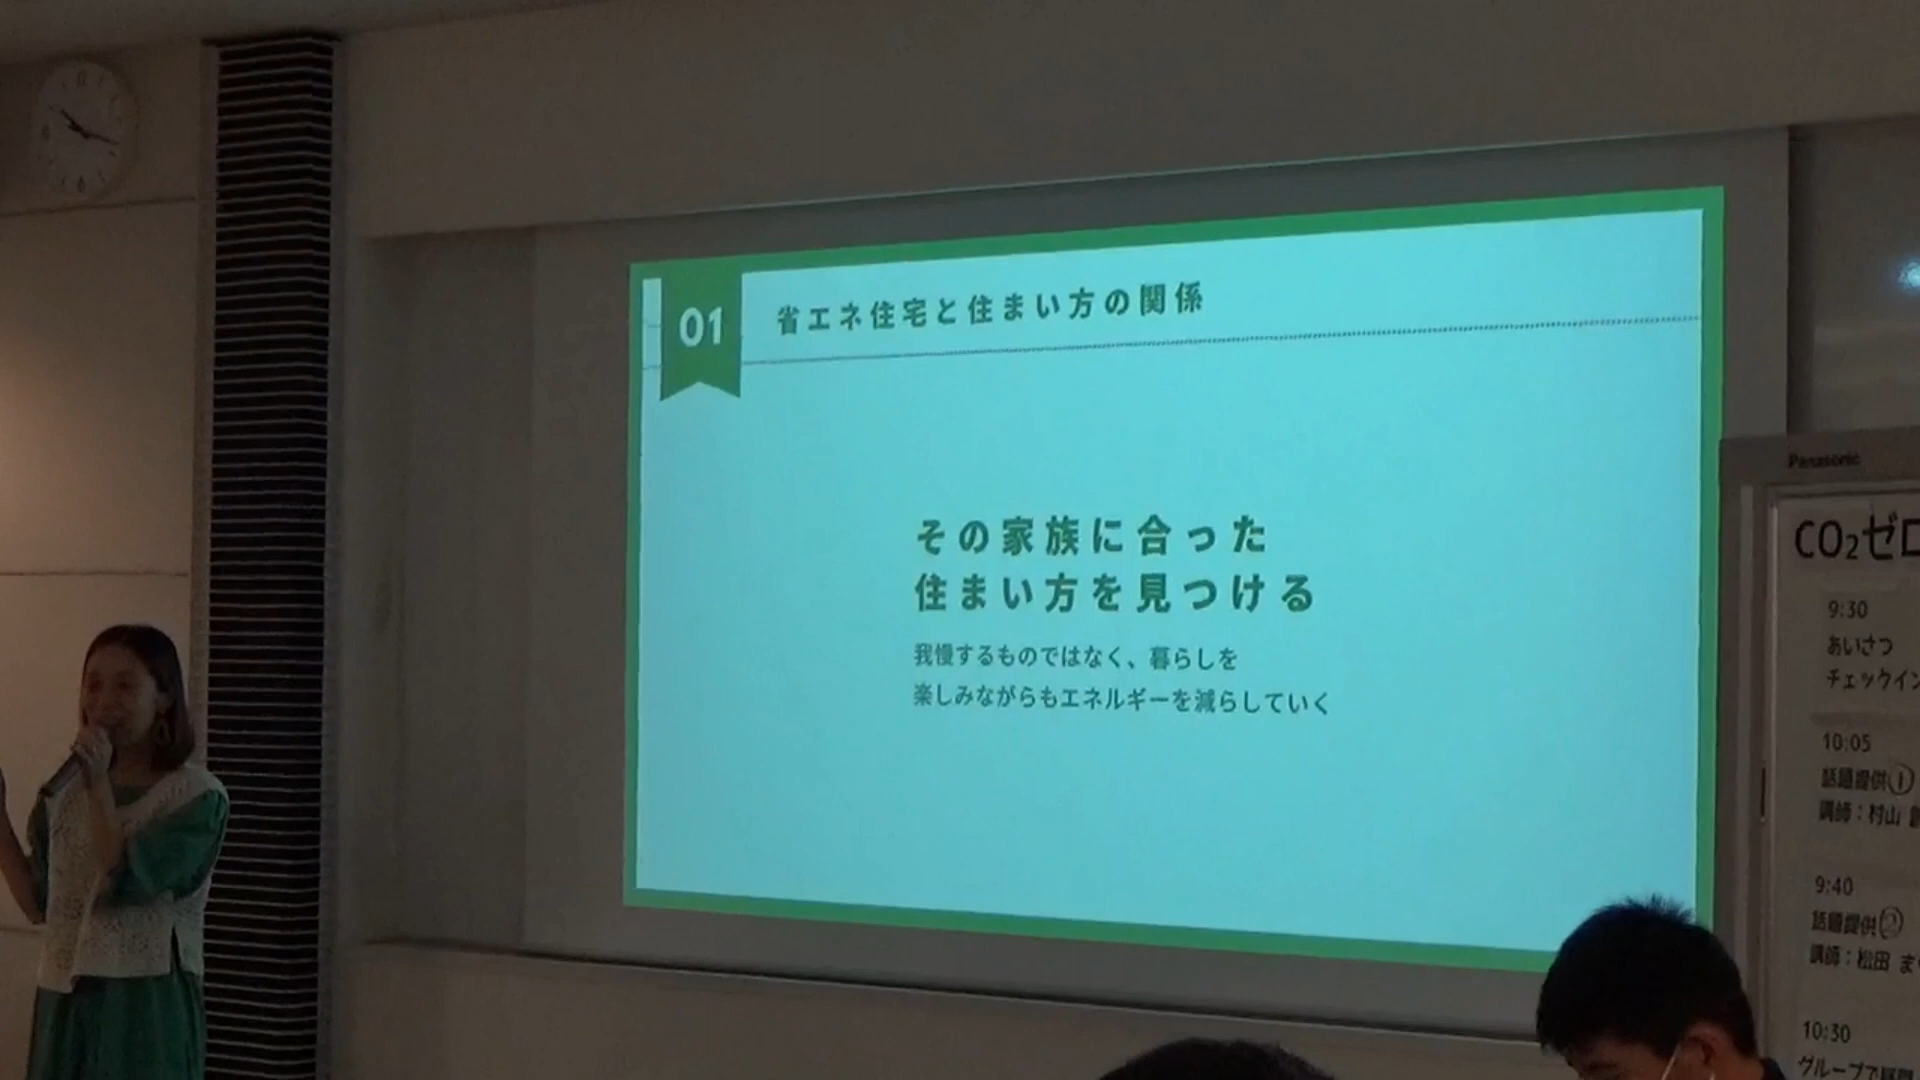 01
省エネ住宅と住まい方の関係
その家族に合った
住まい方を見つける
我慢するものではなく、暮らしを
楽しみながらもエネルギーを減らしていく
Panasonic
CO₂ゼロ
9:30
あいさつ
チェックイン
10:05
話題提供①
講師：村山
9:40
話題提供②
講師：松田 ま
10:30
グループで